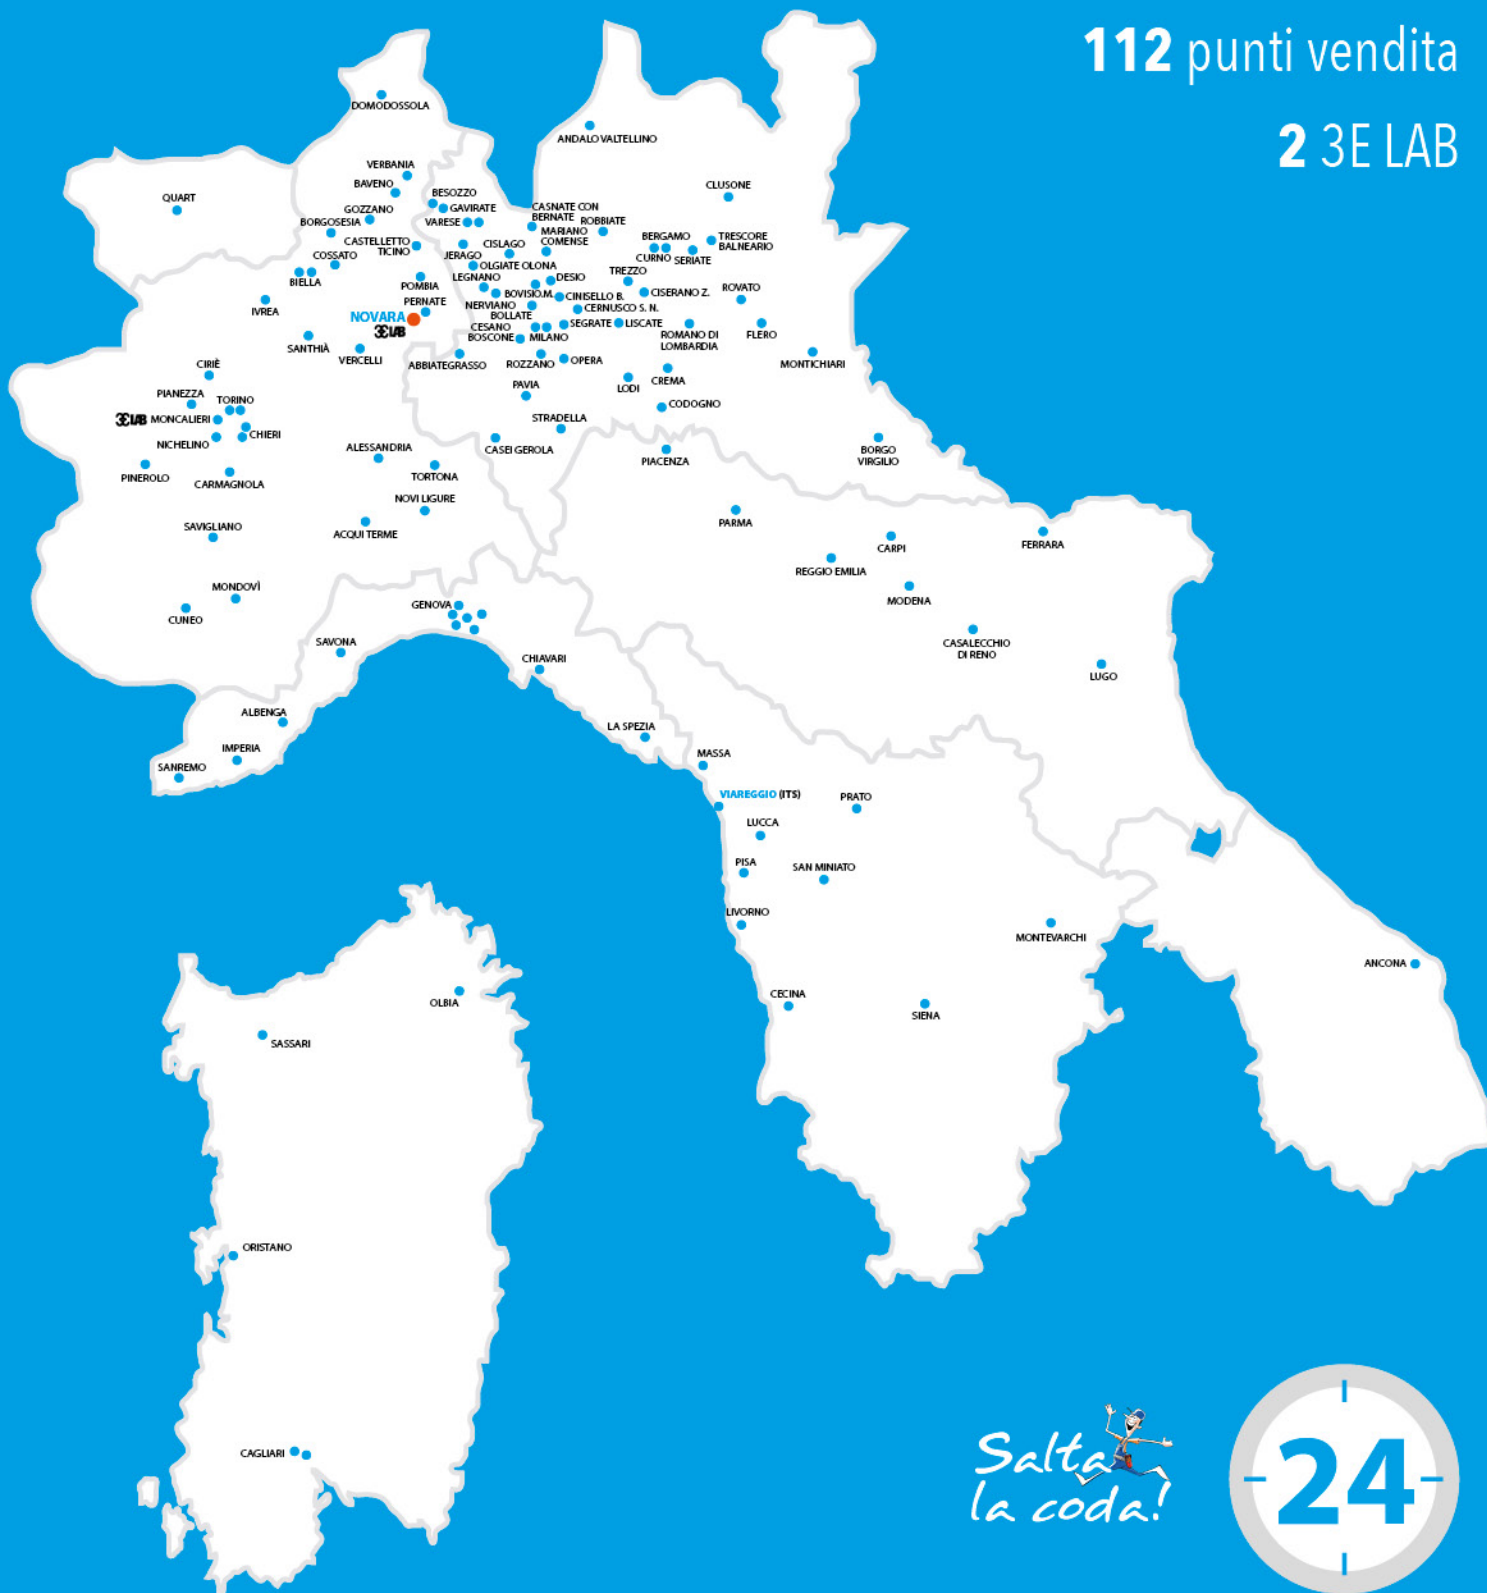 112 punti vendita
2 3E LAB
DOMODOSSOLA
ANDALO VALTELLINO
VERBANIA
BAVENO
QUART
GOZZANO
BORGOSESIA
CASTELLETTO
TICINO
COSSATO
BIELLA
POMBIA
IVREA
PERNATE
NOVARA
3E LAB
SANTHIÀ
VERCELLI
CIRIÈ
PIANEZZA
TORINO
3E LAB MONCALIERI
NICHELINO
CHIERI
PINEROLO
CARMAGNOLA
ALESSANDRIA
TORTONA
NOVI LIGURE
ACQUI TERME
SAVIGLIANO
MONDOVÌ
CUNEO
BESOZZO
GAVIRATE
VARESE
CASNATE CON
BERNATE
ROBBIATE
MARIANO
COMENSE
CISLAGO
JERAGO
OLGIATE OLONA
LEGNANO
DESIO
BOVISIO M.
NERVIANO
CINISELLO B.
BOLLATE
CERNUSCO S. N.
CESANO
BOSCONE
MILANO
SEGRATE
LISCATE
ABBIATEGRASSO
ROZZANO
OPERA
PAVIA
STRADELLA
CASEI GEROLA
CLUSONE
BERGAMO
TRESCORE
BALNEARIO
CURNO
SERIATE
TREZZO
CISERANO Z.
ROVATO
ROMANO DI
LOMBARDIA
FLERO
MONTICHIARI
LODI
CREMA
CODOGNO
BORGO
VIRGILIO
PIACENZA
PARMA
CARPI
FERRARA
REGGIO EMILIA
MODENA
CASALECCHIO
DI RENO
LUGO
GENOVA
SAVONA
CHIAVARI
ALBENGA
LA SPEZIA
IMPERIA
SANREMO
MASSA
VIAREGGIO (ITS)
PRATO
LUCCA
PISA
SAN MINIATO
LIVORNO
MONTEVARCHI
CECINA
SIENA
ANCONA
OLBIA
SASSARI
ORISTANO
CAGLIARI
Salta
la coda!
24